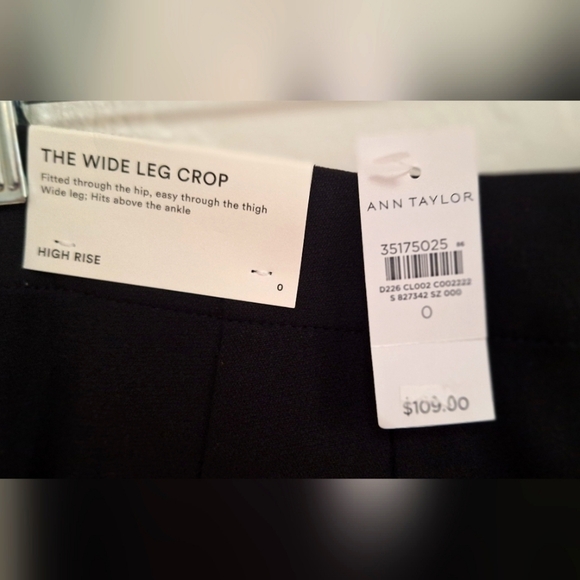 THE WIDE LEG CROP
Fitted through the hip, easy through the thigh
Wide leg; Hits above the ankle
HIGH RISE
0
ANN TAYLOR
35175025 86
D226 CL002 C002222
S 827342 SZ 000
0
$109.00